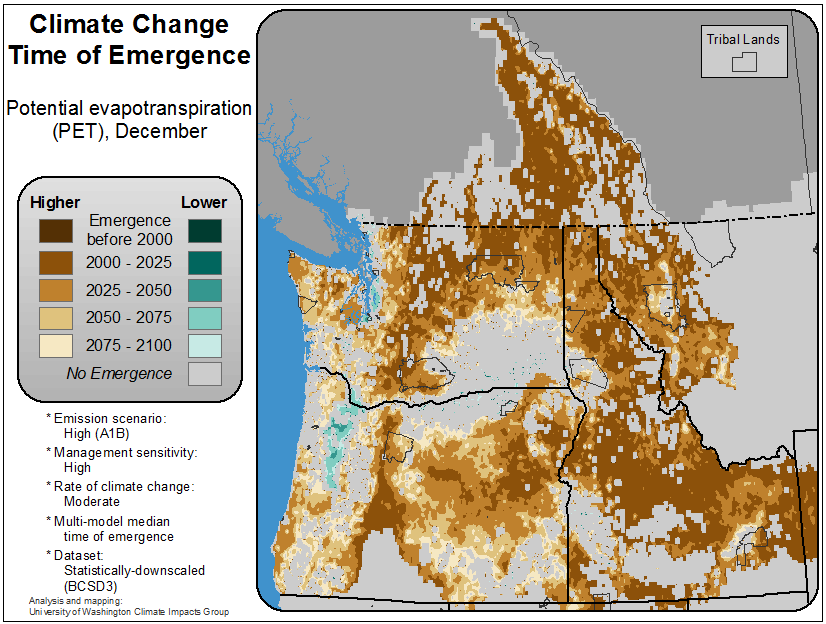 Climate Change
Time of Emergence
Potential evapotranspiration
(PET), December
Higher
Lower
Emergence
before 2000
2000 - 2025
2025 - 2050
2050 - 2075
2075 - 2100
No Emergence
* Emission scenario:
High (A1B)
* Management sensitivity:
High
* Rate of climate change:
Moderate
* Multi-model median
time of emergence
* Dataset:
Statistically-downscaled
(BCSD3)
Analysis and mapping:
University of Washington Climate Impacts Group
Tribal Lands